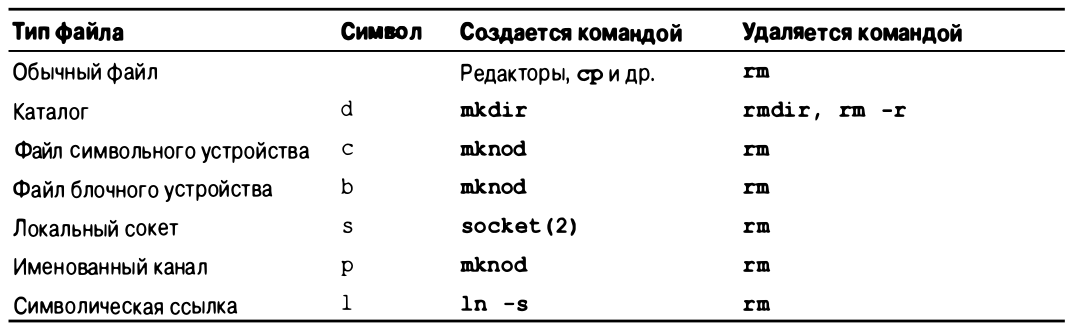 Тип файла Символ Создается командой Удаляется командой
Обычный файл Редакторы, cp и др. rm
Каталог d mkdir rmdir, rm -r
Файл символьного устройства c mknod rm
Файл блочного устройства b mknod rm
Локальный сокет s socket(2) rm
Именованный канал p mknod rm
Символическая ссылка l ln -s rm